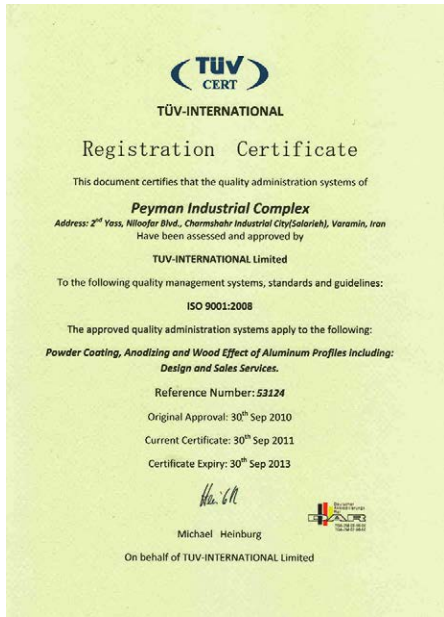 TÜV
CERT
TÜV-INTERNATIONAL
Registration Certificate
This document certifies that the quality administration systems of
Peyman Industrial Complex
Address: 2nd Yass, Niloofar Blvd., Charmshahr Industrial City(Salarieh), Varamin, Iran
Have been assessed and approved by
TUV-INTERNATIONAL Limited
To the following quality management systems, standards and guidelines:
ISO 9001:2008
The approved quality administration systems apply to the following:
Powder Coating, Anodizing and Wood Effect of Aluminum Profiles including:
Design and Sales Services.
Reference Number: 53124
Original Approval: 30th Sep 2010
Current Certificate: 30th Sep 2011
Certificate Expiry: 30th Sep 2013
DAR
Michael Heinburg
On behalf of TUV-INTERNATIONAL Limited